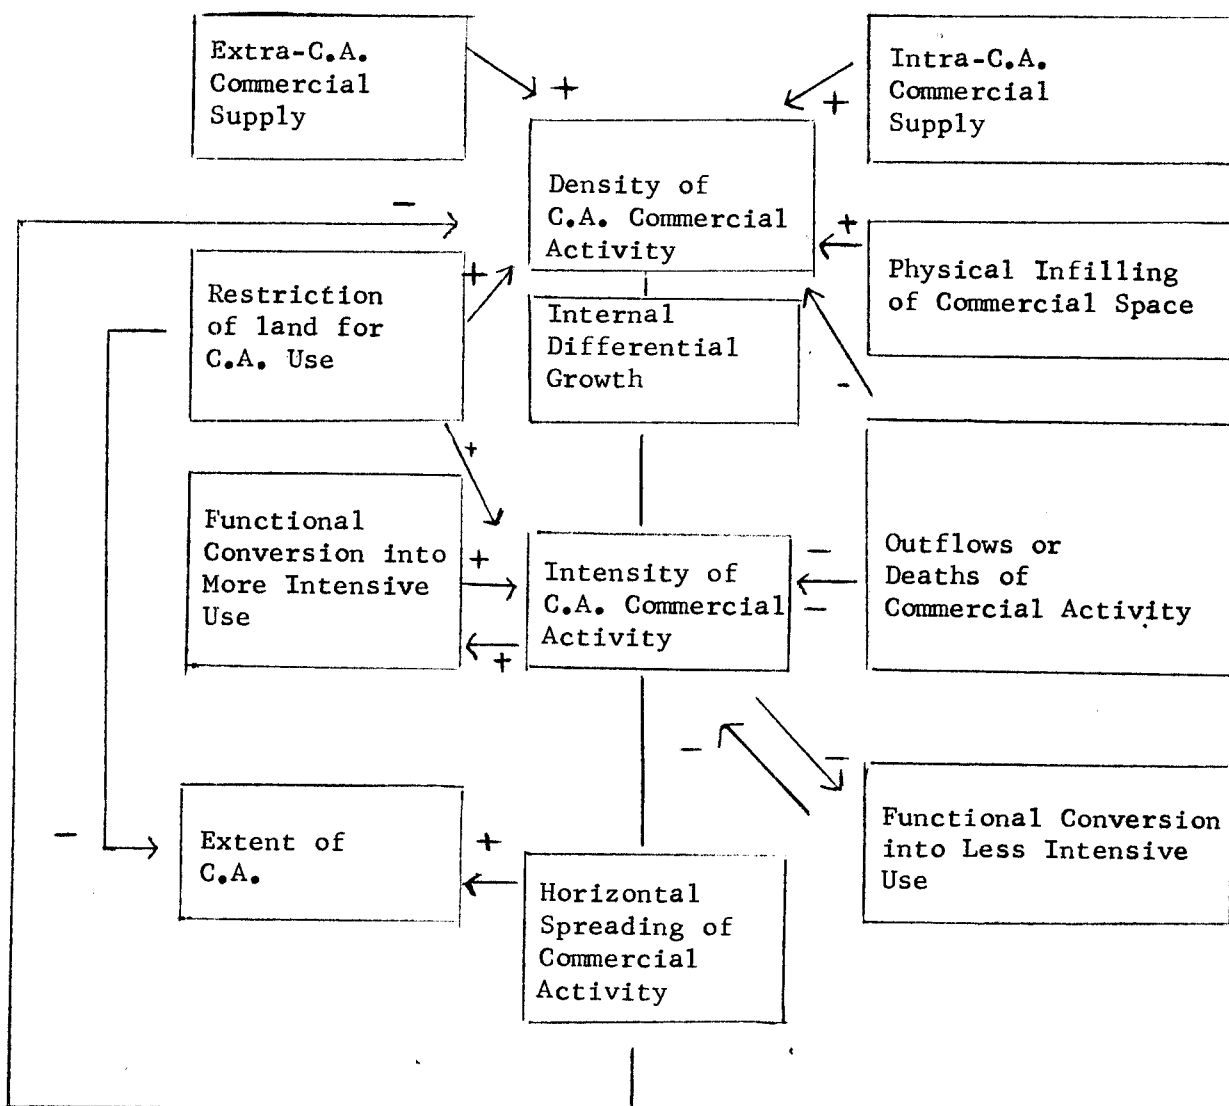 Extra-C.A.
Commercial
Supply
+
Intra-C.A.
Commercial
Supply
+
Density of
C.A. Commercial
Activity
-
+
Physical Infilling
of Commercial Space
Restriction
of land for
C.A. Use
+
Internal
Differential
Growth
-
+
Functional
Conversion into
More Intensive
Use
+
+
Intensity of
C.A. Commercial
Activity
-
-
Outflows or
Deaths of
Commercial Activity
-
-
Functional Conversion
into Less Intensive
Use
-
Extent of
C.A.
+
Horizontal
Spreading of
Commercial
Activity